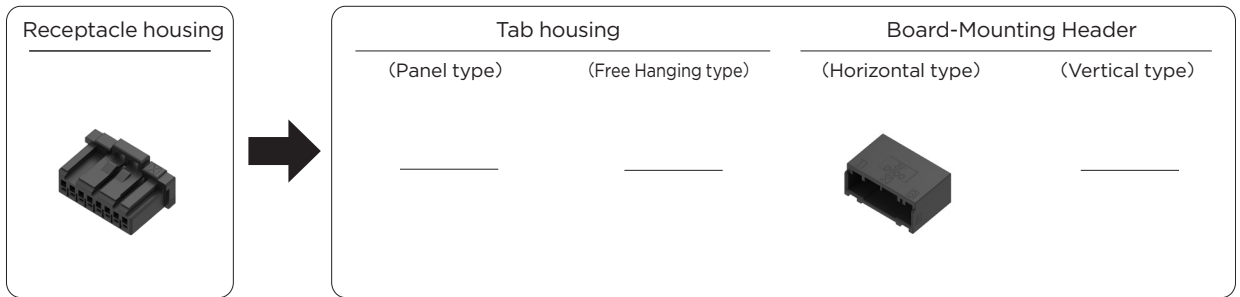 Receptacle housing
Tab housing
Board-Mounting Header
(Panel type)
(Free Hanging type)
(Horizontal type)
(Vertical type)